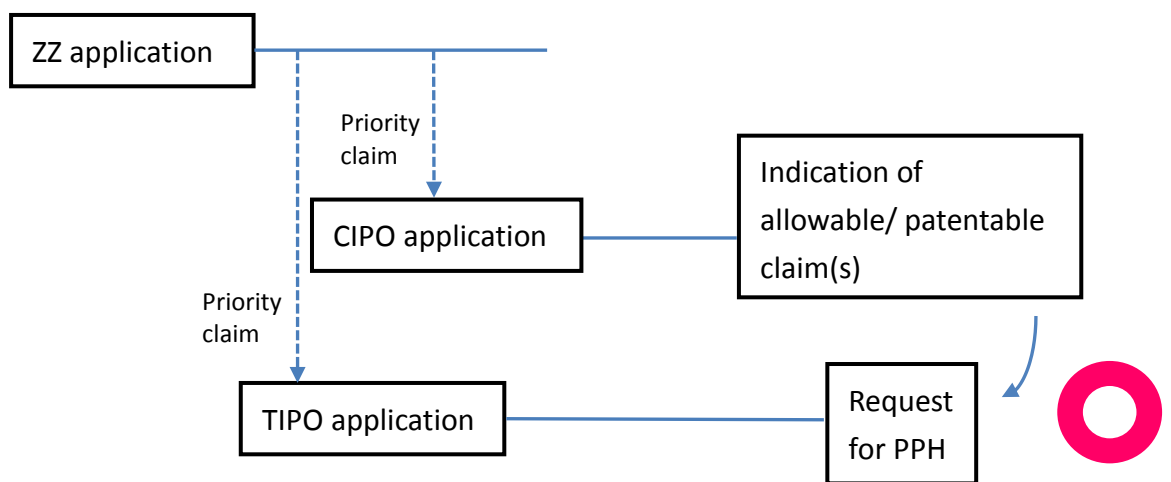 ZZ application
Priority
claim
CIPO application
Indication of
allowable/ patentable
claim(s)
Priority
claim
TIPO application
Request
for PPH